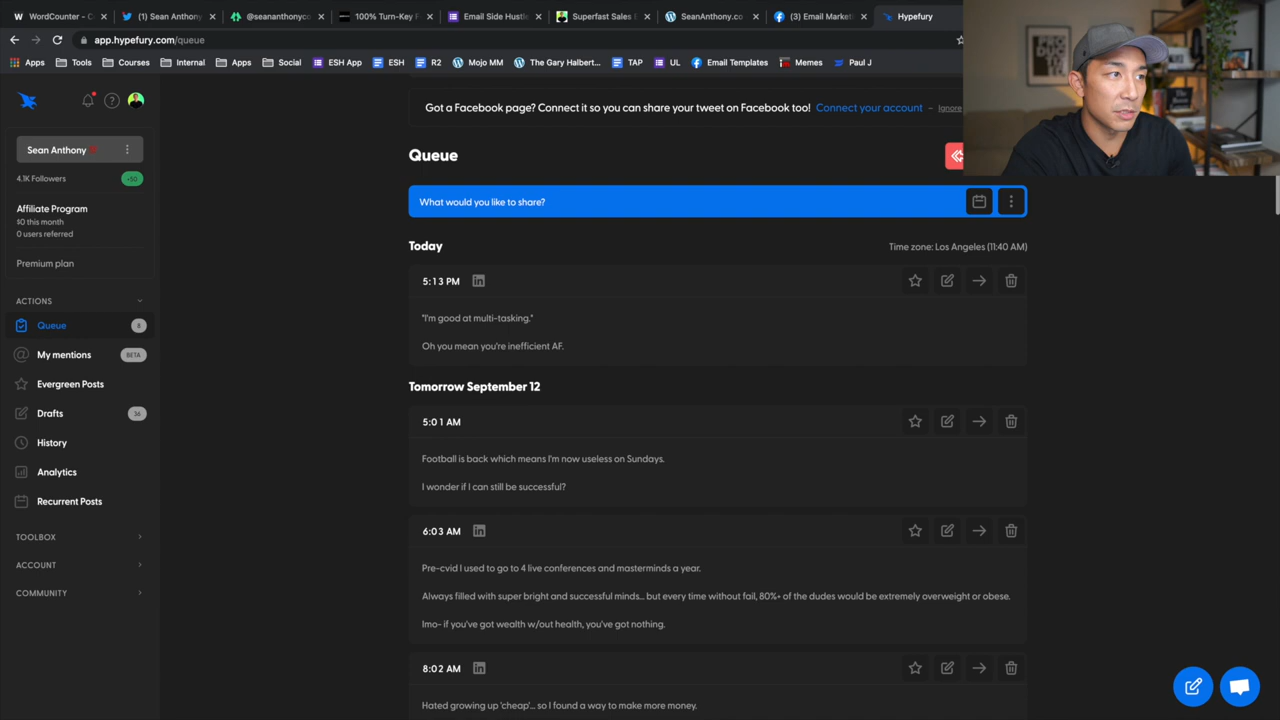 WordCounter - C
(1) Sean Anthony
@seananthonyco
100% Turn-Key F
Email Side Hustle
Superfast Sales E
SeanAnthony.co
(3) Email Market
Hypefury
app.hypefury.com/queue
Apps
Tools
Courses
Internal
Apps
Social
ESH App
ESH
R2
Mojo MM
The Gary Halbert...
TAP
UL
Email Templates
Memes
Paul J
Got a Facebook page? Connect it so you can share your tweet on Facebook too! Connect your account – Ignore
Sean Anthony
4.1K Followers
+50
Affiliate Program
$0 this month
0 users referred
Premium plan
ACTIONS
Queue
8
My mentions
BETA
Evergreen Posts
Drafts
36
History
Analytics
Recurrent Posts
TOOLBOX
ACCOUNT
COMMUNITY
Queue
What would you like to share?
Today
Time zone: Los Angeles (11:40 AM)
5:13 PM
"I'm good at multi-tasking."
Oh you mean you're inefficient AF.
Tomorrow September 12
5:01 AM
Football is back which means I'm now useless on Sundays.
I wonder if I can still be successful?
6:03 AM
Pre-cvid I used to go to 4 live conferences and masterminds a year.
Always filled with super bright and successful minds... but every time without fail, 80%+ of the dudes would be extremely overweight or obese.
Imo- if you've got wealth w/out health, you've got nothing.
8:02 AM
Hated growing up 'cheap'... so I found a way to make more money.